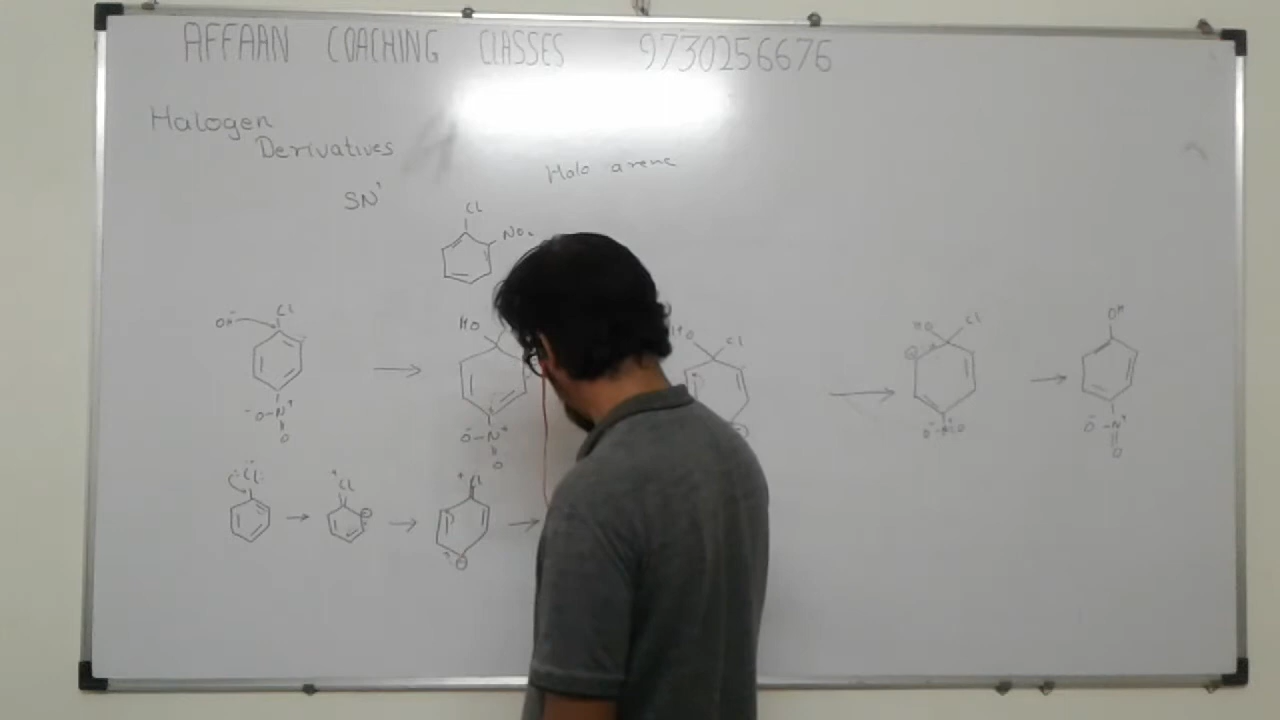 AFFAAN COACHING CLASSES 9730256676
Halogen
Derivatives
Halo arene
SN¹
Cl
NO₂
OH⁻
Cl
⁻O-N⁺
O
HO
O⁻-N⁺
O
HO
Cl
HO
Cl
O⁻-N⁺
OH
O⁻-N⁺
O
:Cl:
⁺Cl
⁺Cl